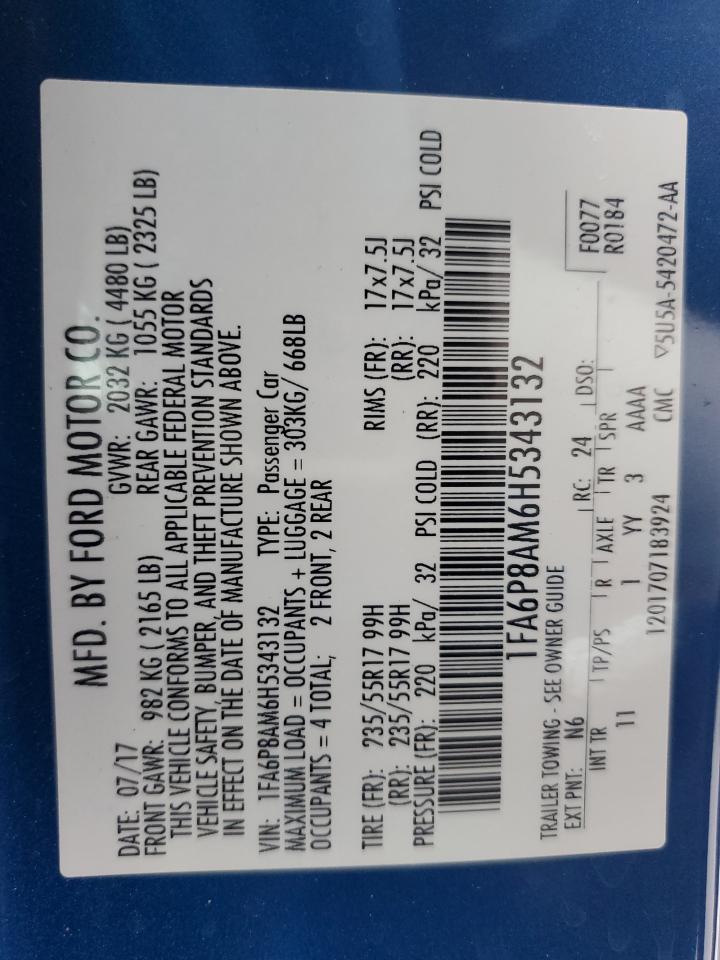 MFD. BY FORD MOTOR CO.
DATE: 07/17 GVWR: 2032 KG ( 4480 LB)
FRONT GAWR: 982 KG ( 2165 LB) REAR GAWR: 1055 KG ( 2325 LB)
THIS VEHICLE CONFORMS TO ALL APPLICABLE FEDERAL MOTOR
VEHICLE SAFETY, BUMPER, AND THEFT PREVENTION STANDARDS
IN EFFECT ON THE DATE OF MANUFACTURE SHOWN ABOVE.
VIN: 1FA6P8AM6H5343132 TYPE: Passenger Car
MAXIMUM LOAD = OCCUPANTS + LUGGAGE = 303KG/ 668LB
OCCUPANTS = 4 TOTAL; 2 FRONT, 2 REAR
TIRE (FR): 235/55R17 99H RIMS (FR): 17x7.5J
(RR): 235/55R17 99H (RR): 17x7.5J
PRESSURE (FR): 220 kPa/ 32 PSI COLD (RR): 220 kPa/ 32 PSI COLD
1FA6P8AM6H5343132
TRAILER TOWING - SEE OWNER GUIDE
EXT PNT: N6 RC: 24 DSO: F0077
INT TR TP/PS R AXLE TR SPR R0184
11 1 YY 3 AAAA
CMC
1201707183924 ▽5U5A-5420472-AA